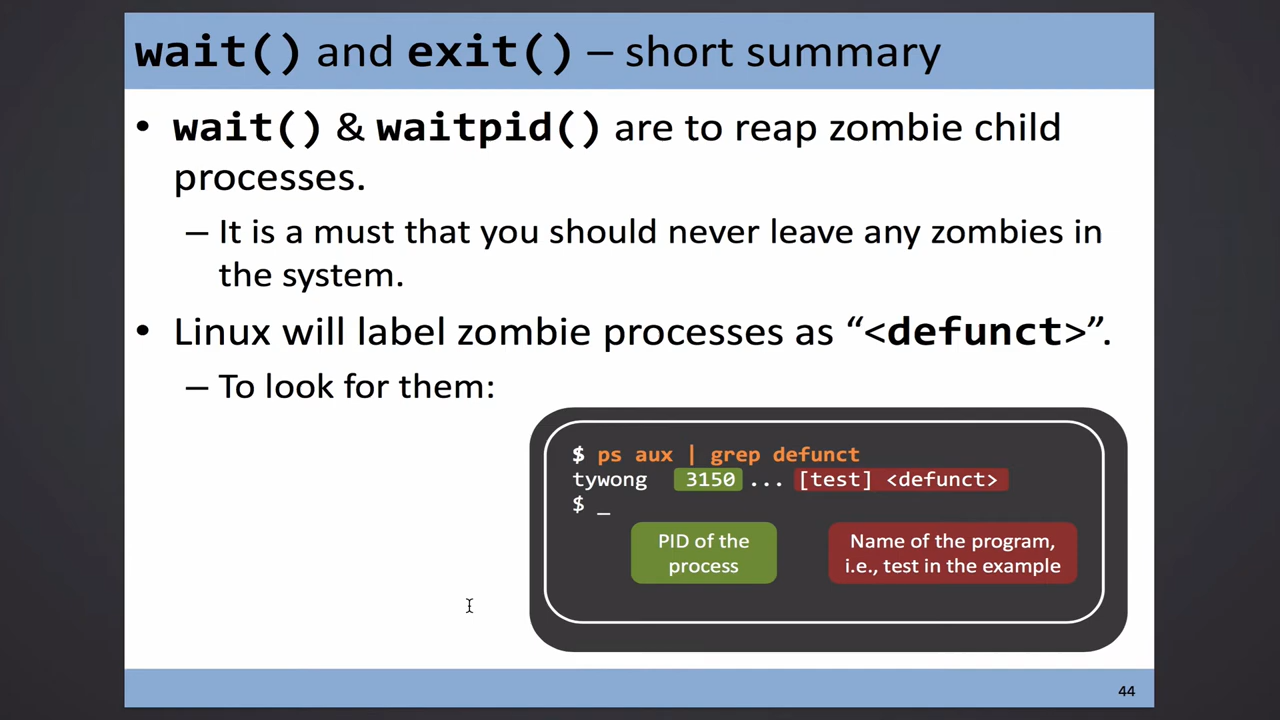 wait() and exit() – short summary
• wait() & waitpid() are to reap zombie child
processes.
– It is a must that you should never leave any zombies in
the system.
• Linux will label zombie processes as “<defunct>”.
– To look for them:
$ ps aux | grep defunct
tywong 3150 ... [test] <defunct>
$ _
PID of the
process
Name of the program,
i.e., test in the example
44